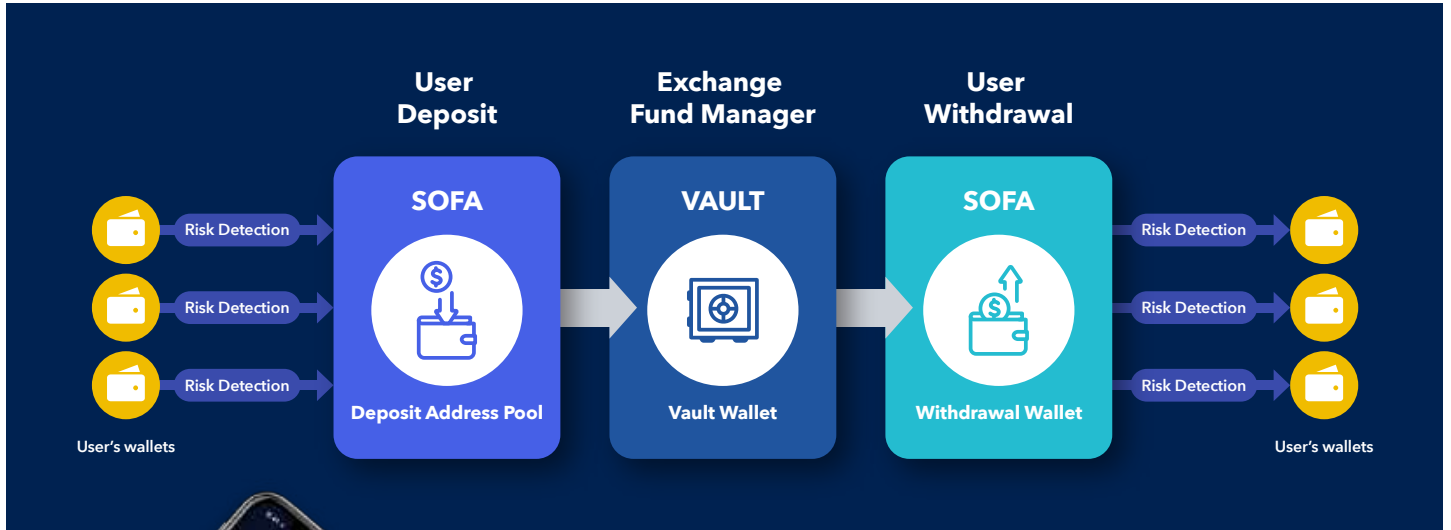 User
Deposit
Exchange
Fund Manager
User
Withdrawal
SOFA
VAULT
SOFA
Risk Detection
Risk Detection
Risk Detection
Risk Detection
Risk Detection
Risk Detection
Deposit Address Pool
Vault Wallet
Withdrawal Wallet
User’s wallets
User’s wallets